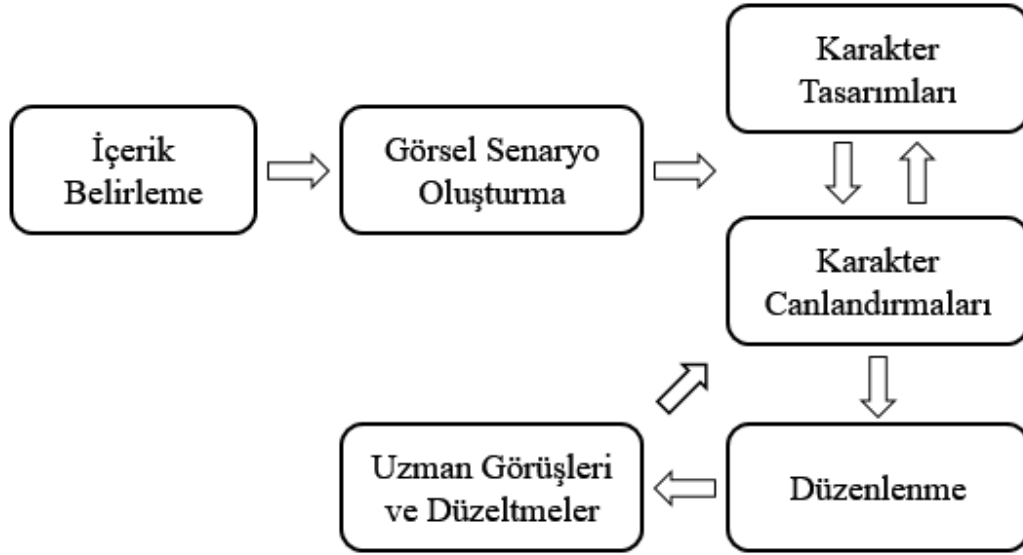 İçerik
Belirleme
Görsel Senaryo
Oluşturma
Karakter
Tasarımları
Karakter
Canlandırmaları
Düzenlenme
Uzman Görüşleri
ve Düzeltmeler